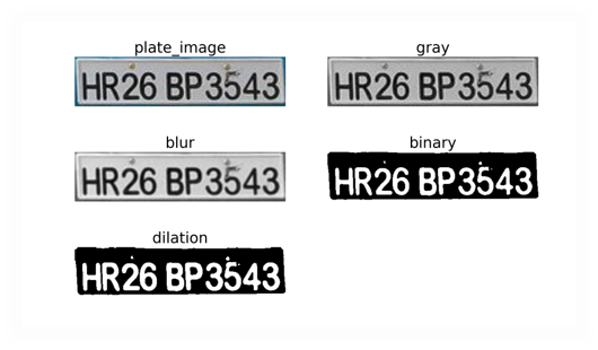 plate_image
HR26 BP3543
gray
HR26 BP3543
blur
HR26 BP3543
binary
HR26 BP3543
dilation
HR26 BP3543